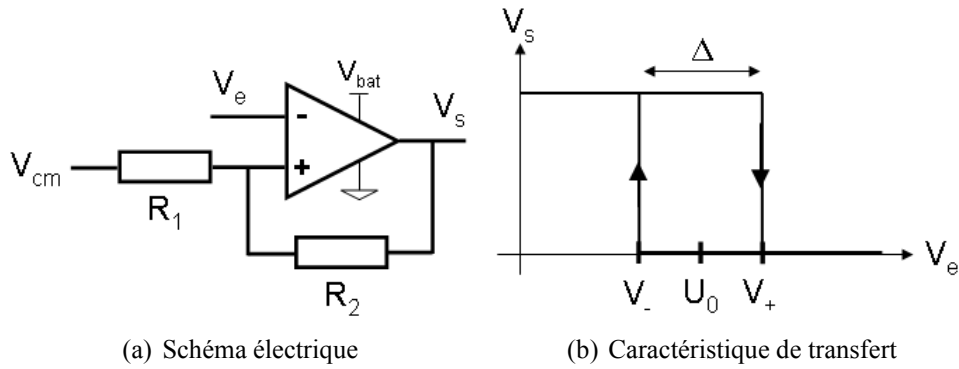 V_e
V_bat
V_s
V_cm
-
+
R_1
R_2
(a) Schéma électrique
V_s
Δ
V_e
V_-
U_0
V_+
(b) Caractéristique de transfert